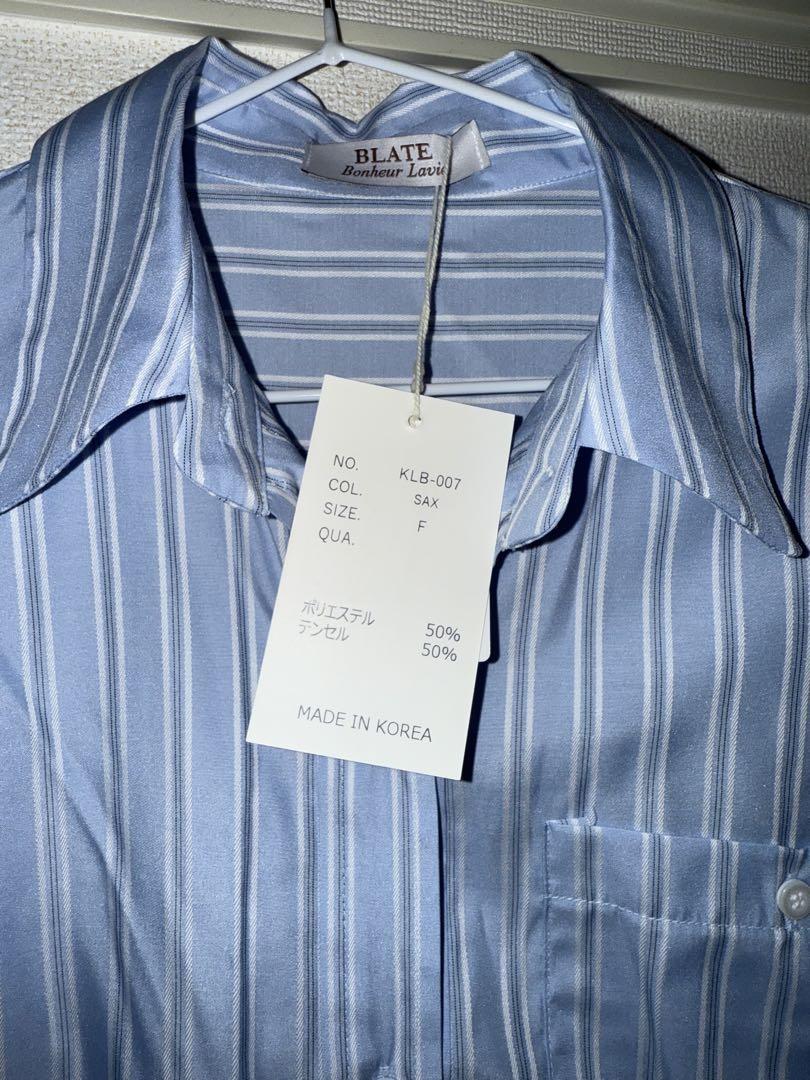 BLATE
Bonheur Lavie
NO. KLB-007
COL. SAX
SIZE. F
QUA.
ポリエステル 50%
テンセル 50%
MADE IN KOREA